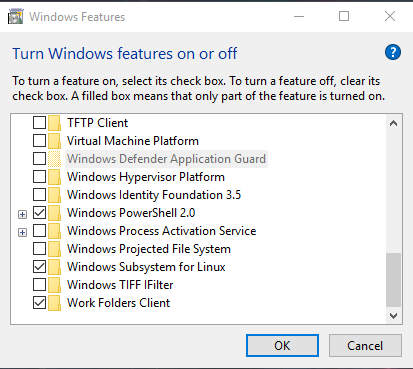 Windows Features
Turn Windows features on or off
To turn a feature on, select its check box. To turn a feature off, clear its
check box. A filled box means that only part of the feature is turned on.
TFTP Client
Virtual Machine Platform
Windows Defender Application Guard
Windows Hypervisor Platform
Windows Identity Foundation 3.5
Windows PowerShell 2.0
Windows Process Activation Service
Windows Projected File System
Windows Subsystem for Linux
Windows TIFF IFilter
Work Folders Client
OK
Cancel